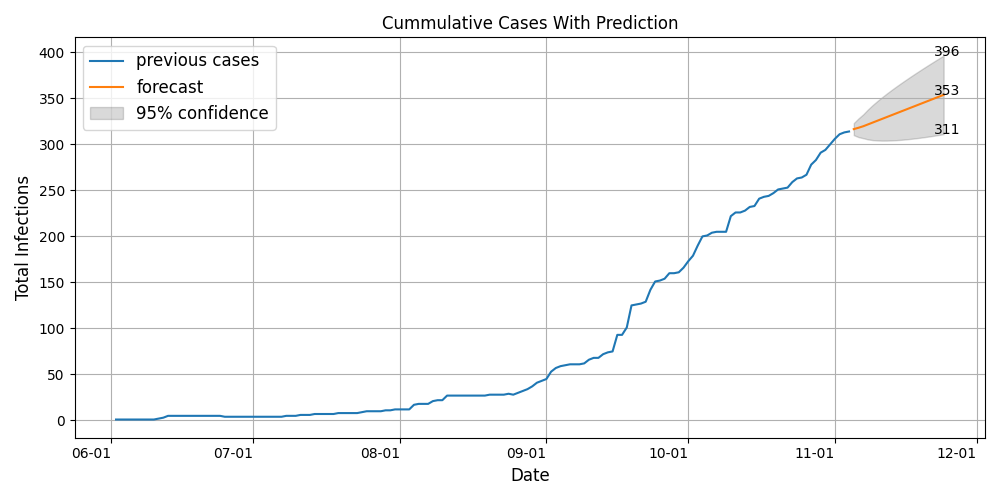 Cummulative Cases With Prediction
previous cases
forecast
95% confidence
396
353
311
400
350
300
250
200
150
100
50
0
Total Infections
06-01 07-01 08-01 09-01 10-01 11-01 12-01
Date